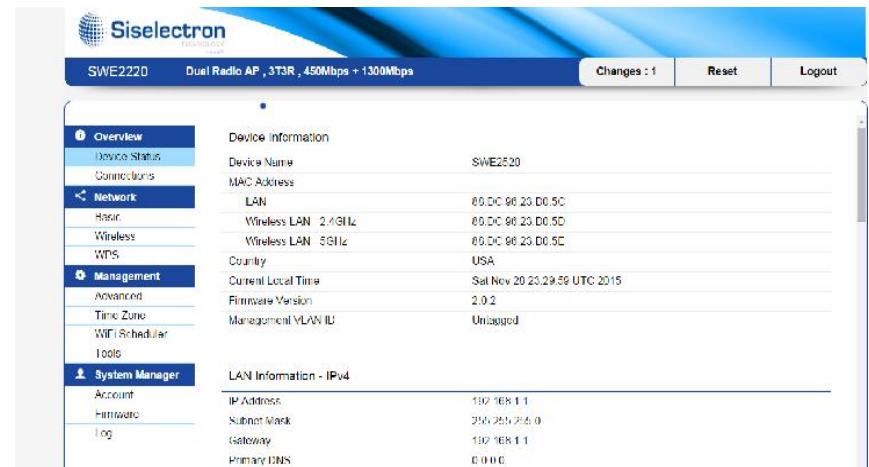 Siselectron
TECHNOLOGY
SWE2220 Dual Radio AP , 3T3R , 450Mbps + 1300Mbps Changes : 1 Reset Logout
Overview
Device Status
Connections
Network
Basic
Wireless
WPS
Management
Advanced
Time Zone
WiFi Scheduler
Tools
System Manager
Account
Firmware
Log
Device Information
Device Name SWE2520
MAC Address
LAN 88:DC:96:23:D0:5C
Wireless LAN - 2.4GHz 88:DC:96:23:D0:5D
Wireless LAN - 5GHz 88:DC:96:23:D0:5E
Country USA
Current Local Time Sat Nov 28 23:29:59 UTC 2015
Firmware Version 2.0.2
Management VLAN ID Untagged
LAN Information - IPv4
IP Address 192.168.1.1
Subnet Mask 255.255.255.0
Gateway 192.168.1.1
Primary DNS 0.0.0.0